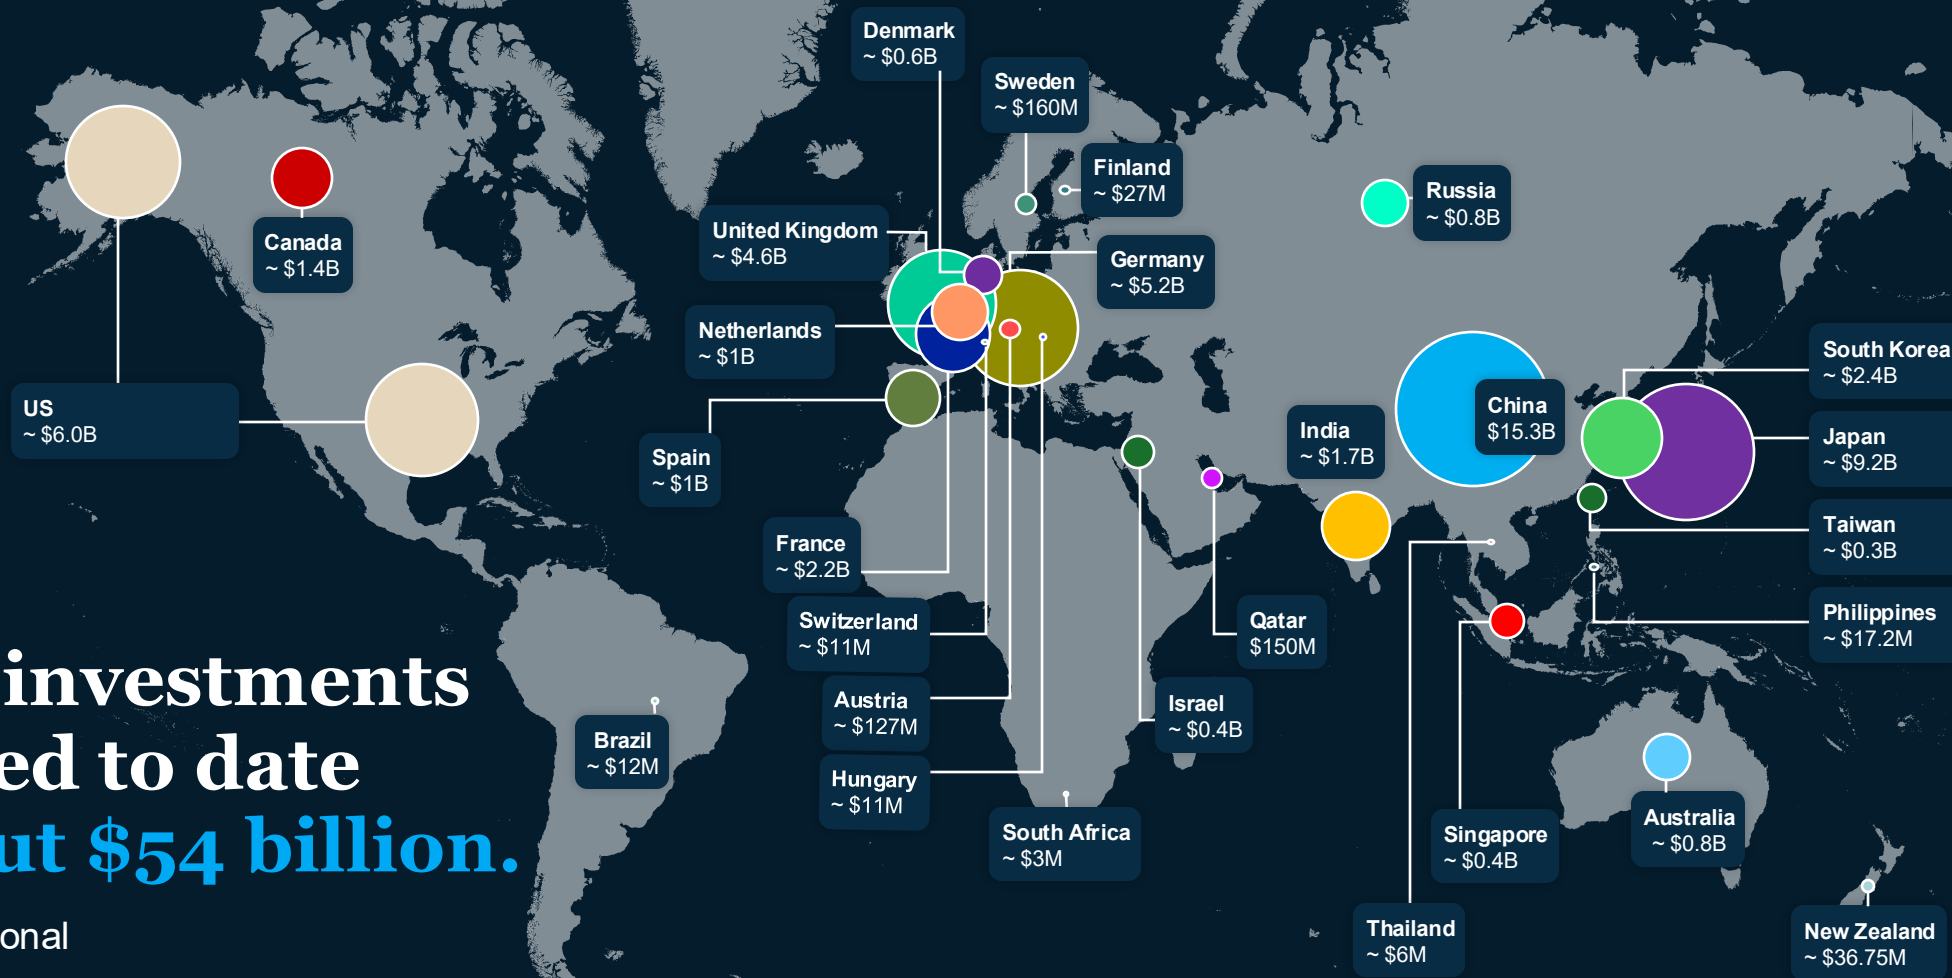 Denmark
~ $0.6B
Sweden
~ $160M
Finland
~ $27M
Russia
~ $0.8B
Canada
~ $1.4B
United Kingdom
~ $4.6B
Germany
~ $5.2B
Netherlands
~ $1B
US
~ $6.0B
Spain
~ $1B
China
$15.3B
India
~ $1.7B
South Korea
~ $2.4B
Japan
~ $9.2B
Taiwan
~ $0.3B
Philippines
~ $17.2M
France
~ $2.2B
Switzerland
~ $11M
Austria
~ $127M
Hungary
~ $11M
Qatar
$150M
Israel
~ $0.4B
Brazil
~ $12M
South Africa
~ $3M
Singapore
~ $0.4B
Australia
~ $0.8B
Thailand
~ $6M
New Zealand
~ $36.75M
investments
ed to date
ut $54 billion.
onal